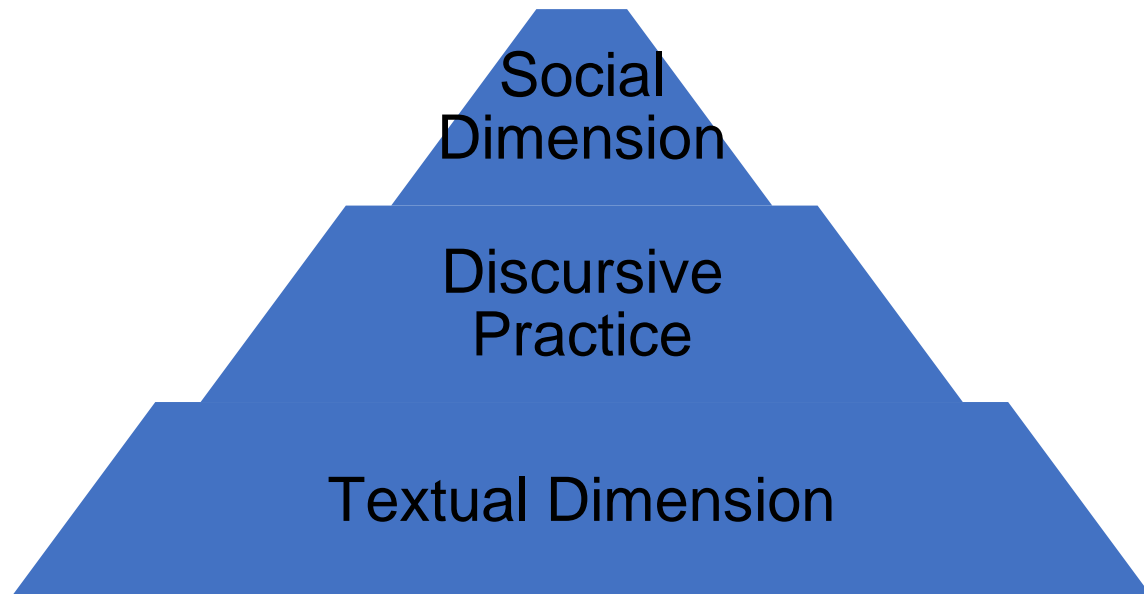 Social
Dimension
Discursive
Practice
Textual Dimension